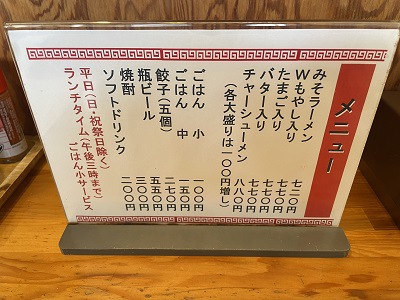 メニュー
みそラーメン 七二〇円
Wもやし入り 七七〇円
たまご入り 七七〇円
バター入り 七七〇円
チャーシューメン 八八〇円
(各大盛りは一〇〇円増し)
ごはん 小 一〇〇円
ごはん 中 一五〇円
餃子(五個) 二七〇円
瓶ビール 五五〇円
焼酎 三〇〇円
ソフトドリンク 一〇〇円
平日(日・祝祭日除く)
ランチタイム(午後三時まで)ごはん小サービス